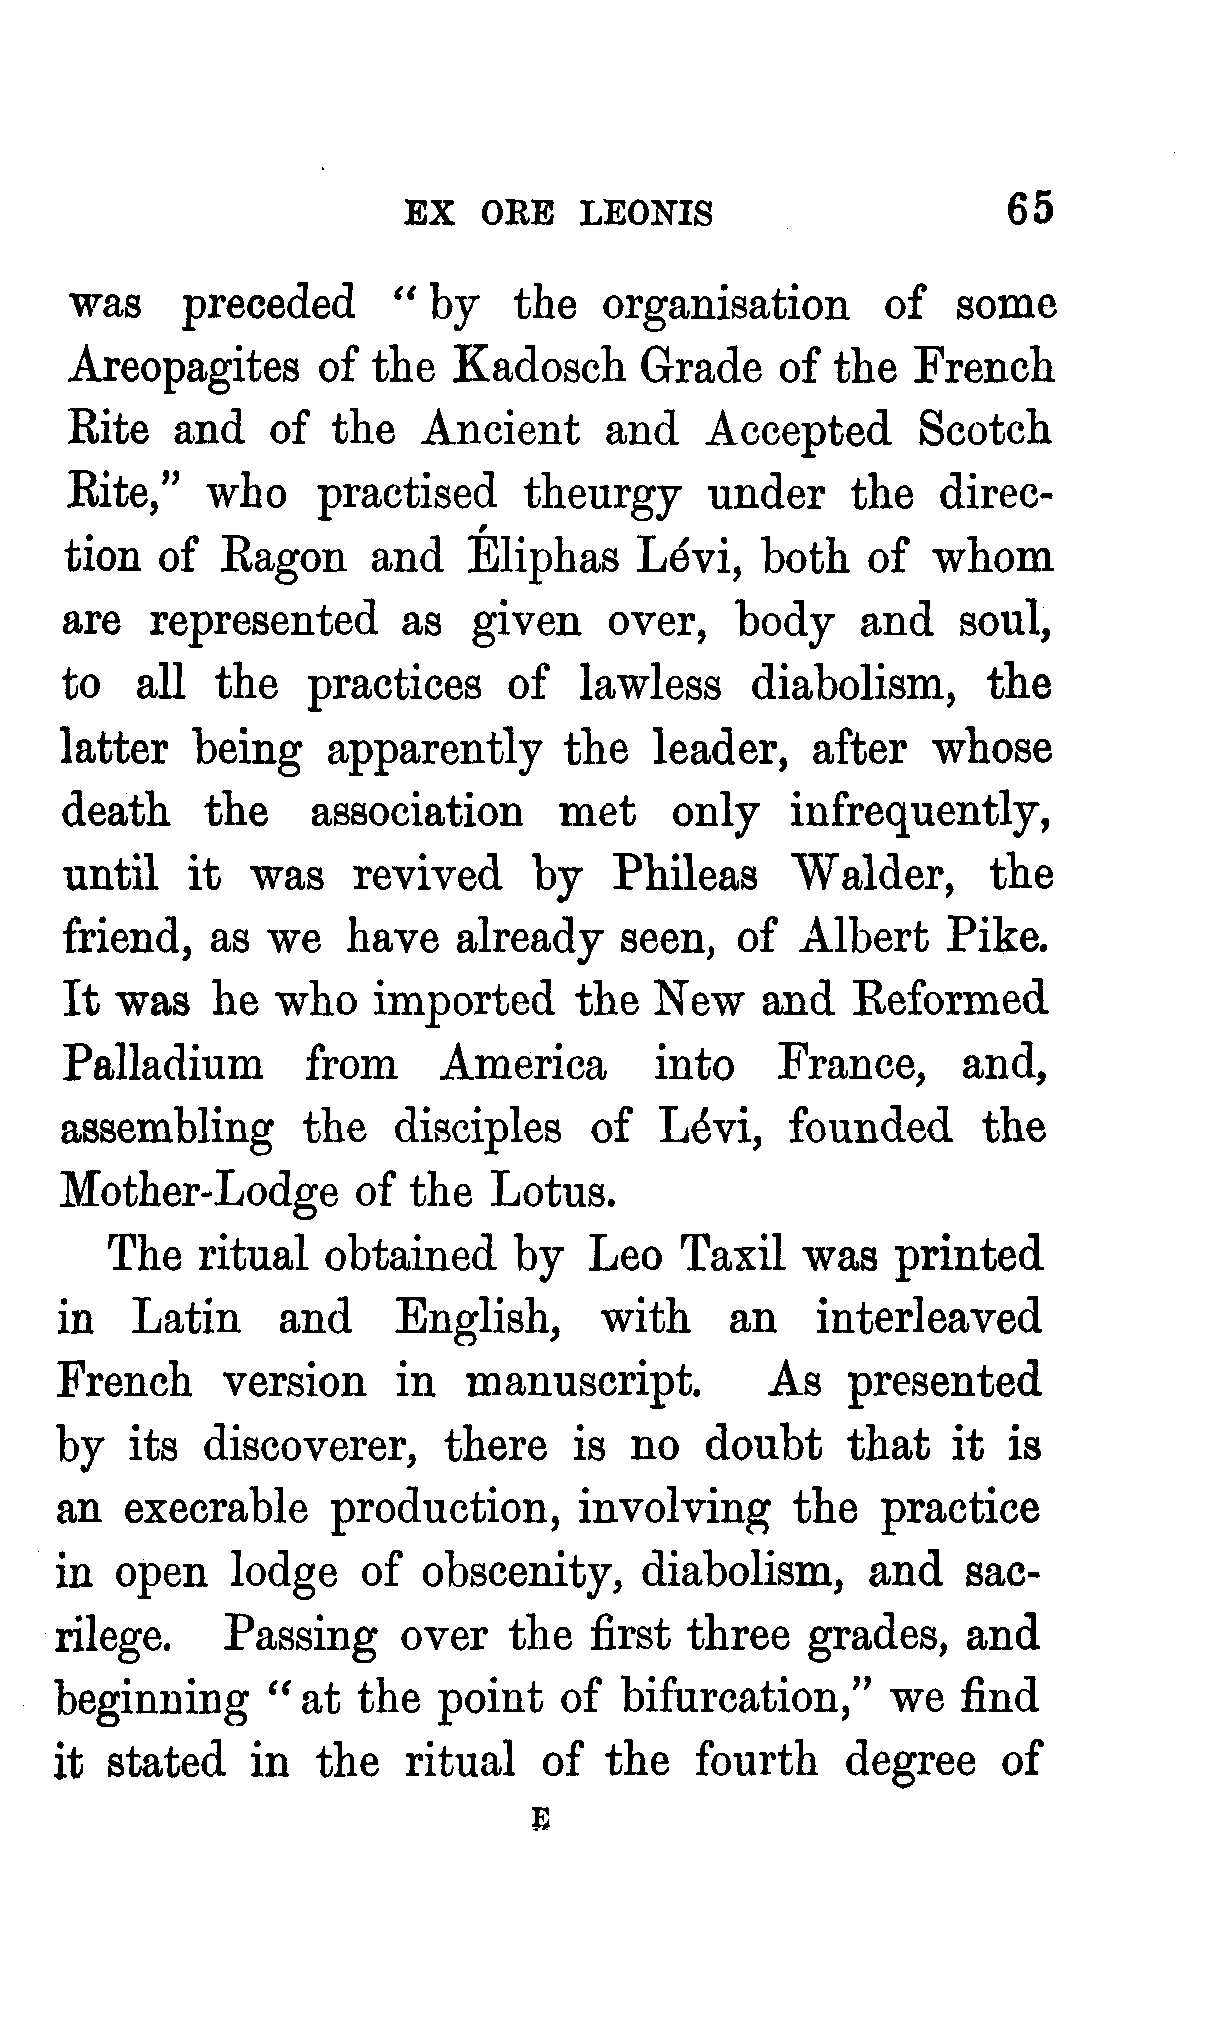 EX ORE LEONIS 65
was preceded “ by the organisation of some
Areopagites of the Kadosch Grade of the French
Rite and of the Ancient and Accepted Scotch
Rite,” who practised theurgy under the direc-
tion of Ragon and Éliphas Lévi, both of whom
are represented as given over, body and soul,
to all the practices of lawless diabolism, the
latter being apparently the leader, after whose
death the association met only infrequently,
until it was revived by Phileas Walder, the
friend, as we have already seen, of Albert Pike.
It was he who imported the New and Reformed
Palladium from America into France, and,
assembling the disciples of Lévi, founded the
Mother-Lodge of the Lotus.
The ritual obtained by Leo Taxil was printed
in Latin and English, with an interleaved
French version in manuscript. As presented
by its discoverer, there is no doubt that it is
an execrable production, involving the practice
in open lodge of obscenity, diabolism, and sac-
rilege. Passing over the first three grades, and
beginning “ at the point of bifurcation,” we find
it stated in the ritual of the fourth degree of
E